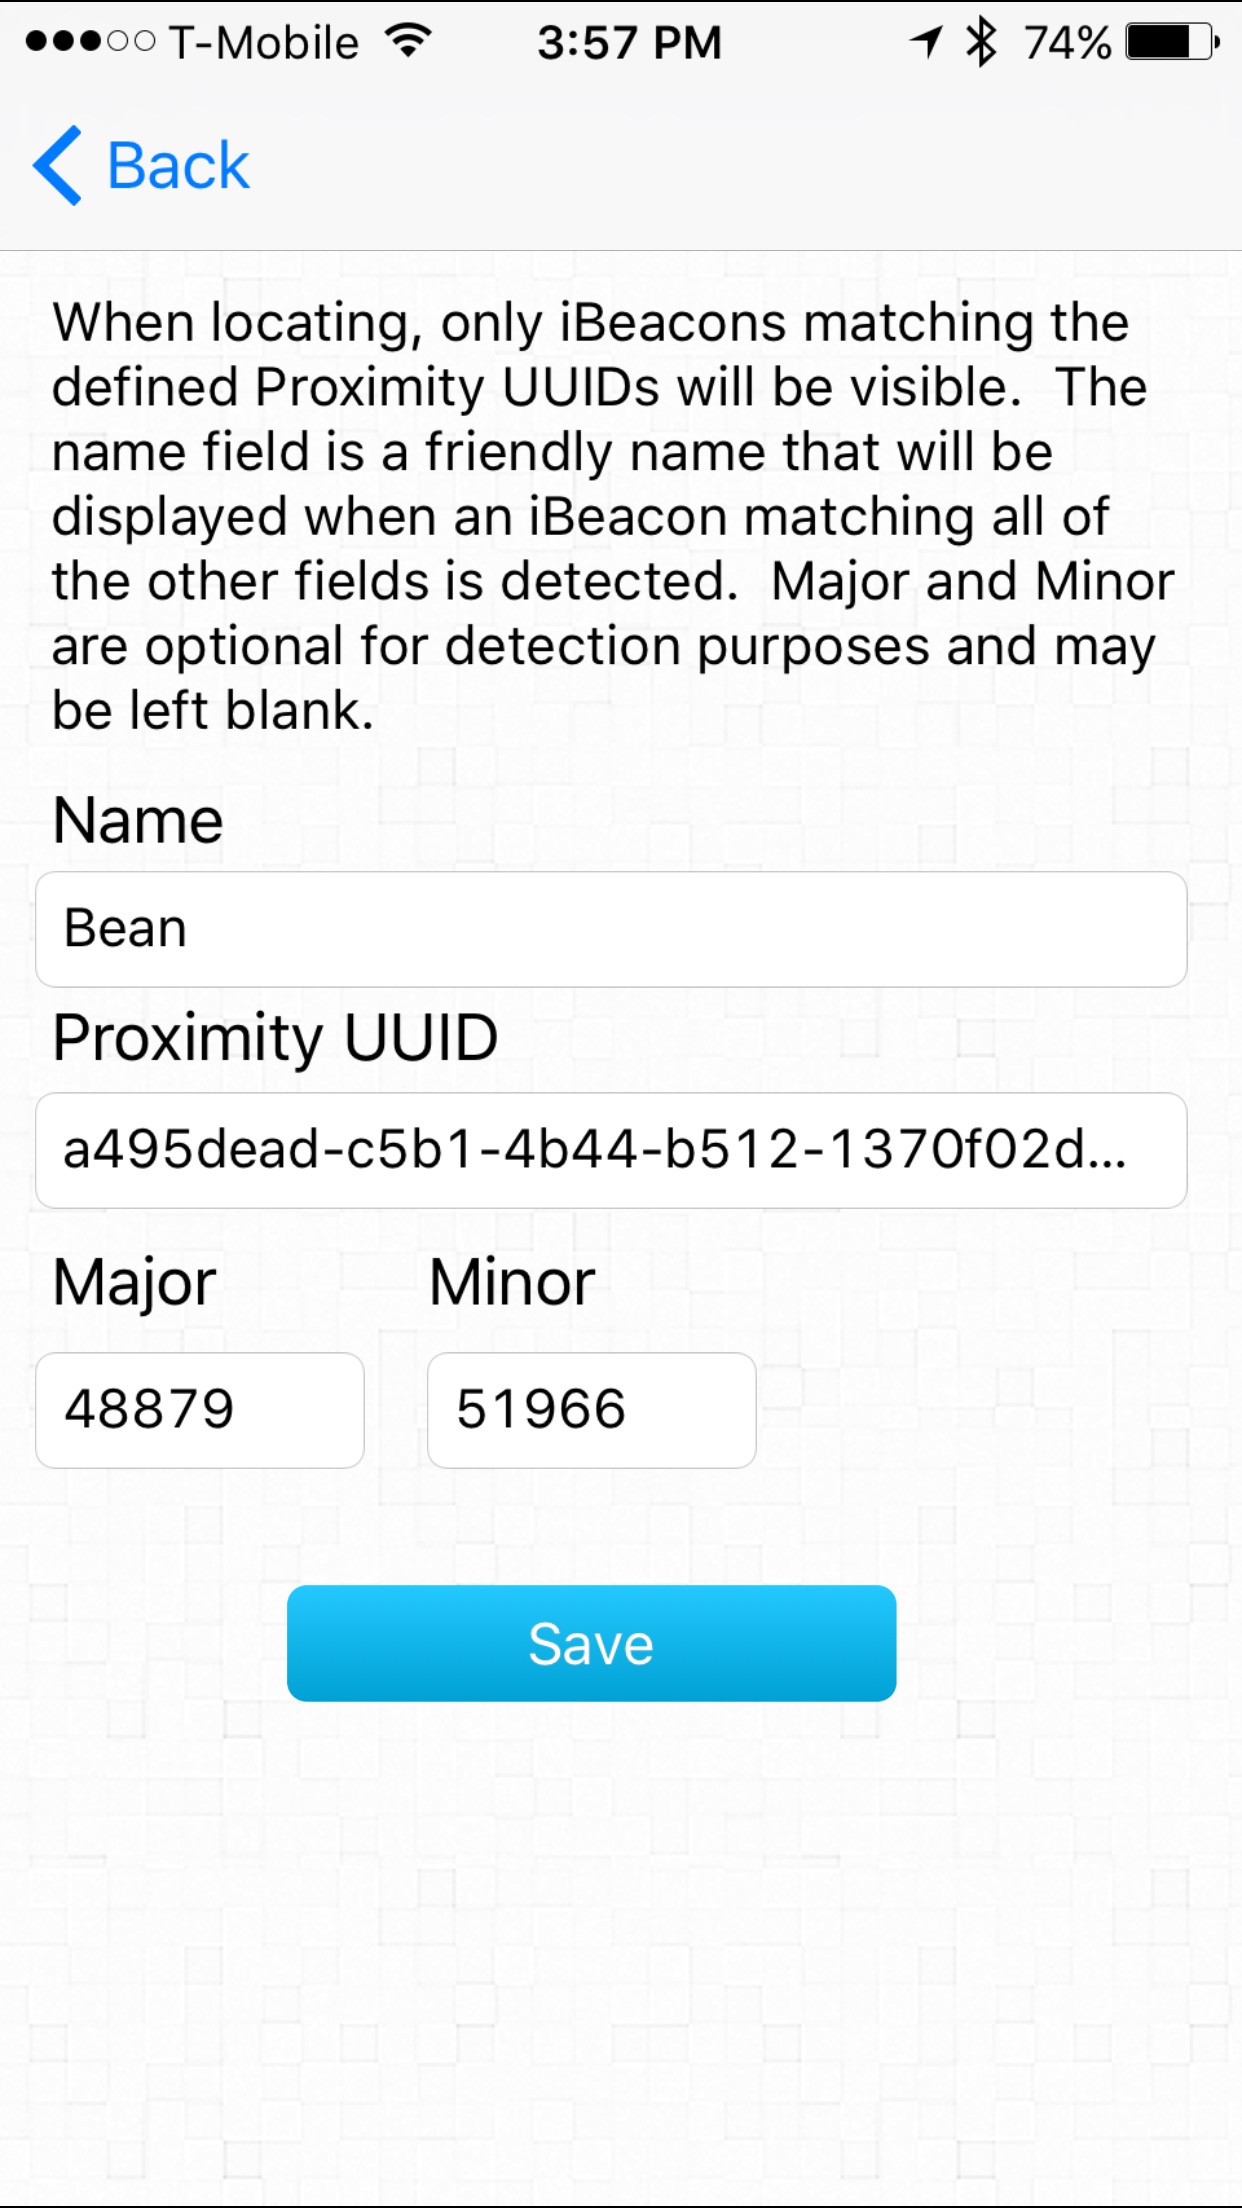 T-Mobile 3:57 PM 74%
Back
When locating, only iBeacons matching the
defined Proximity UUIDs will be visible.  The
name field is a friendly name that will be
displayed when an iBeacon matching all of
the other fields is detected.  Major and Minor
are optional for detection purposes and may
be left blank.
Name
Bean
Proximity UUID
a495dead-c5b1-4b44-b512-1370f02d...
Major Minor
48879 51966
Save